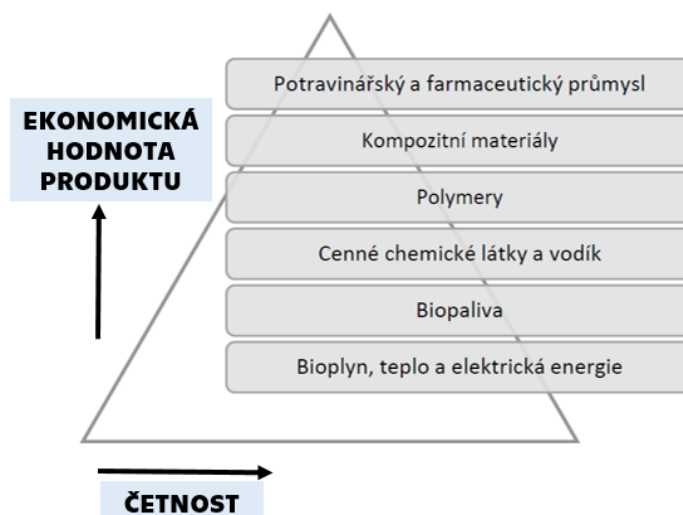 Potravinářský a farmaceutický průmysl
EKONOMICKÁ
HODNOTA
PRODUKTU
Kompozitní materiály
Polymery
Cenné chemické látky a vodík
Biopaliva
Bioplyn, teplo a elektrická energie
ČETNOST